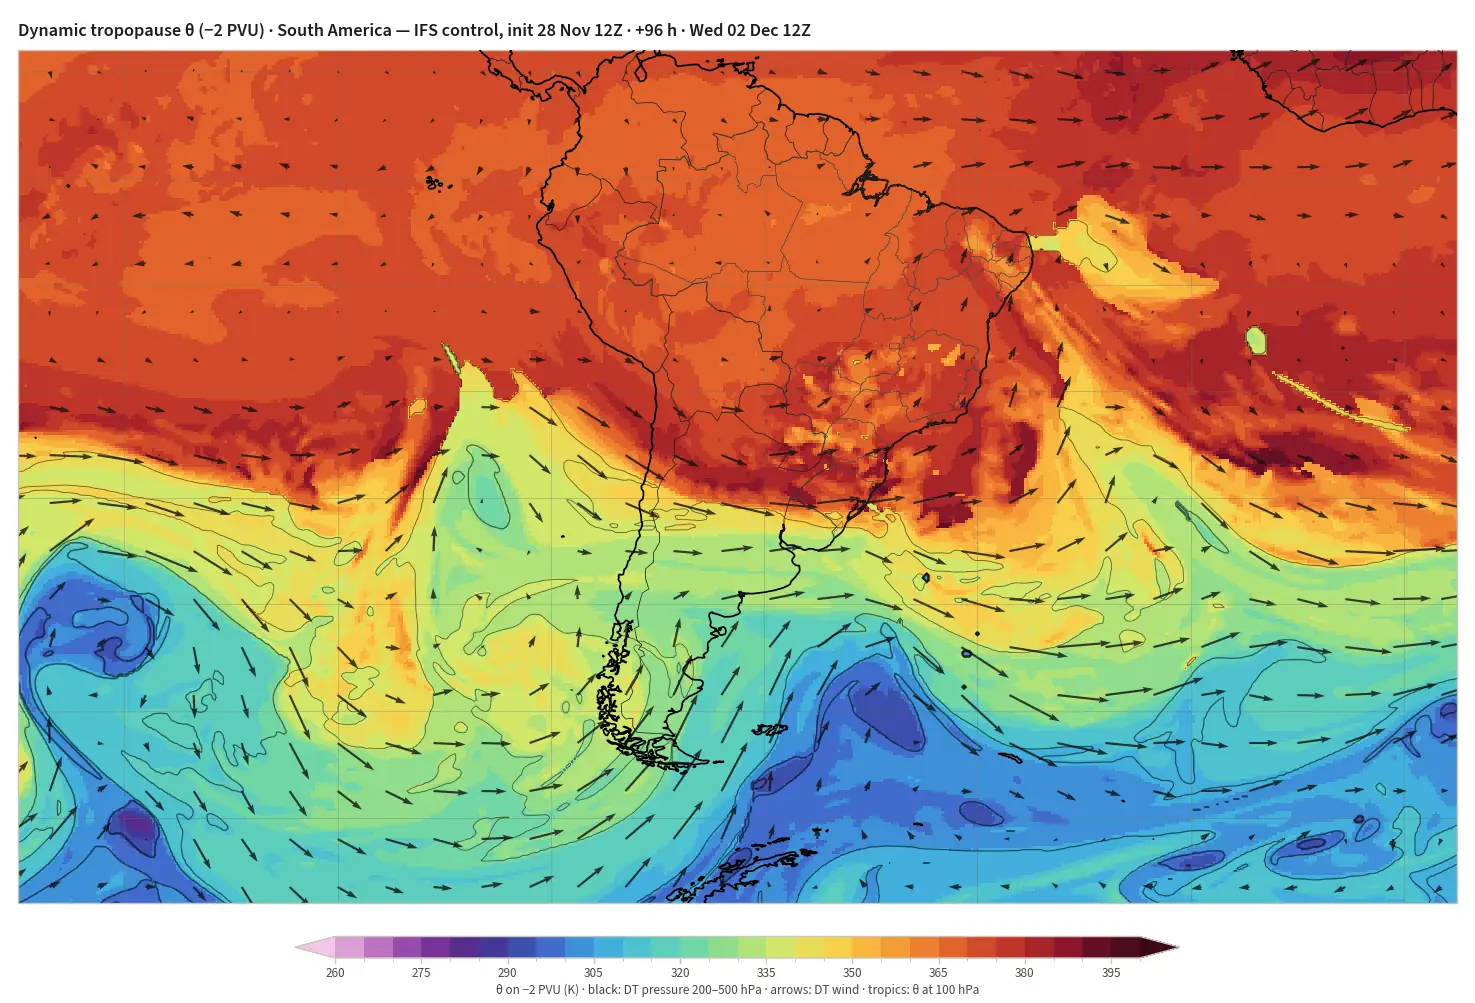 Dynamic tropopause θ (−2 PVU) · South America — IFS control, init 28 Nov 12Z · +96 h · Wed 02 Dec 12Z
260 275 290 305 320 335 350 365 380 395
θ on −2 PVU (K) · black: DT pressure 200–500 hPa · arrows: DT wind · tropics: θ at 100 hPa